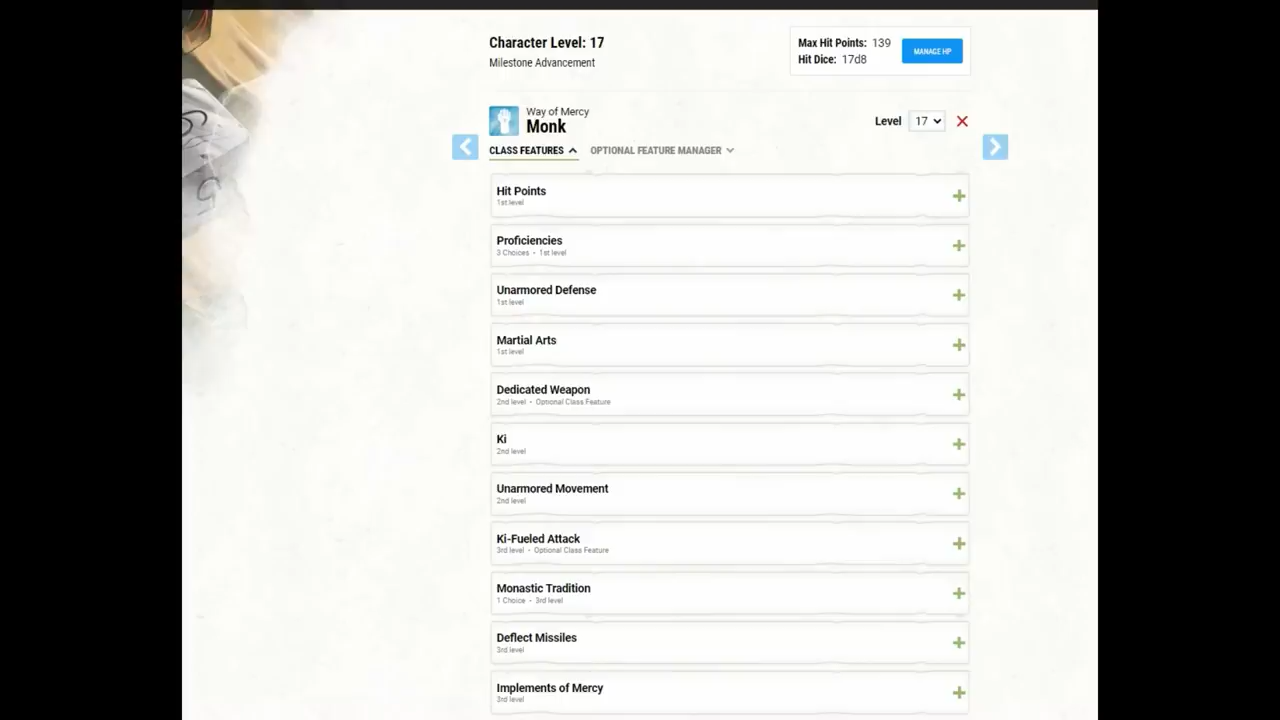 Character Level: 17
Milestone Advancement
Max Hit Points: 139
Hit Dice: 17d8
MANAGE HP
Way of Mercy
Monk
Level 17
CLASS FEATURES
OPTIONAL FEATURE MANAGER
Hit Points
1st level
Proficiencies
3 Choices • 1st level
Unarmored Defense
1st level
Martial Arts
1st level
Dedicated Weapon
2nd level • Optional Class Feature
Ki
2nd level
Unarmored Movement
2nd level
Ki-Fueled Attack
3rd level • Optional Class Feature
Monastic Tradition
1 Choice • 3rd level
Deflect Missiles
3rd level
Implements of Mercy
3rd level